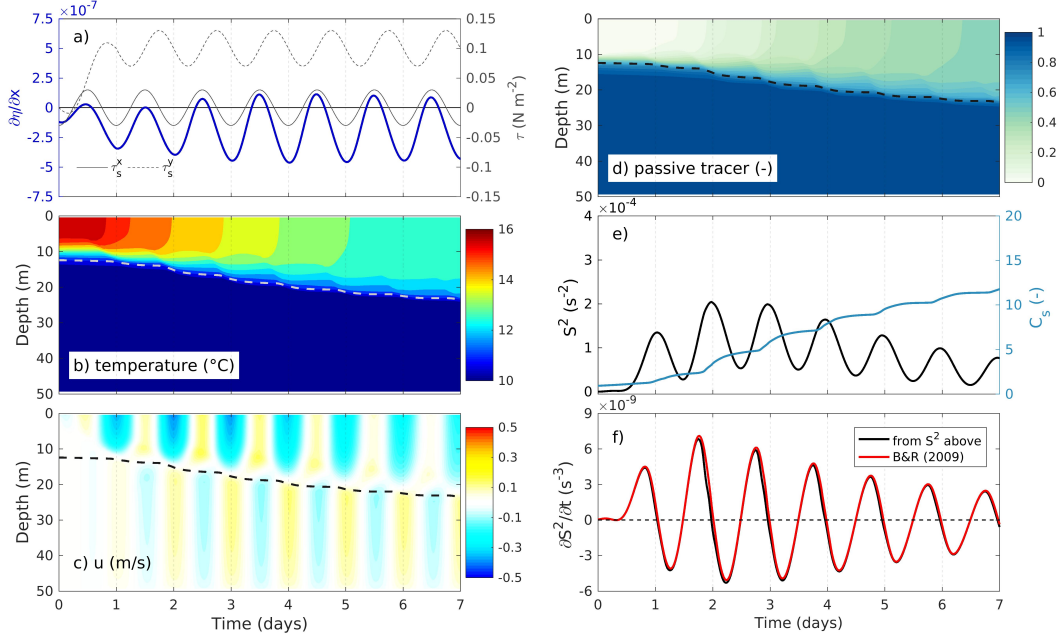 ×10⁻⁷
7.5
5
2.5
0
-2.5
-5
-7.5
∂η/∂x
a)
τₛˣ
τₛʸ
0.15
0.1
0.05
0
-0.05
-0.1
-0.15
τ (N m⁻²)
0
10
20
30
40
50
Depth (m)
b) temperature (°C)
16
14
12
10
0
10
20
30
40
50
Depth (m)
c) u (m/s)
0.5
0.3
0.1
-0.1
-0.3
-0.5
0 1 2 3 4 5 6 7
Time (days)
0
10
20
30
40
50
Depth (m)
d) passive tracer (-)
1
0.8
0.6
0.4
0.2
0
×10⁻⁴
4
2
0
S² (s⁻²)
e)
20
15
10
5
0
Cₛ (-)
×10⁻⁹
9
6
3
0
-3
-6
∂S²/∂t (s⁻³)
f)
from S² above
B&R (2009)
0 1 2 3 4 5 6 7
Time (days)